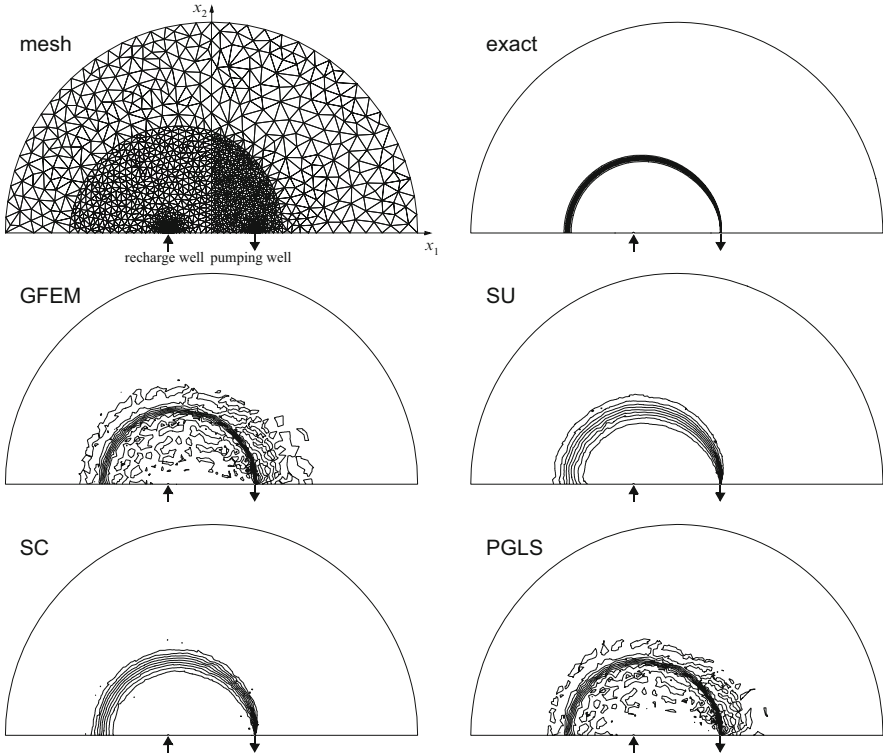 x₂
mesh
exact
x₁
recharge well pumping well
GFEM
SU
SC
PGLS